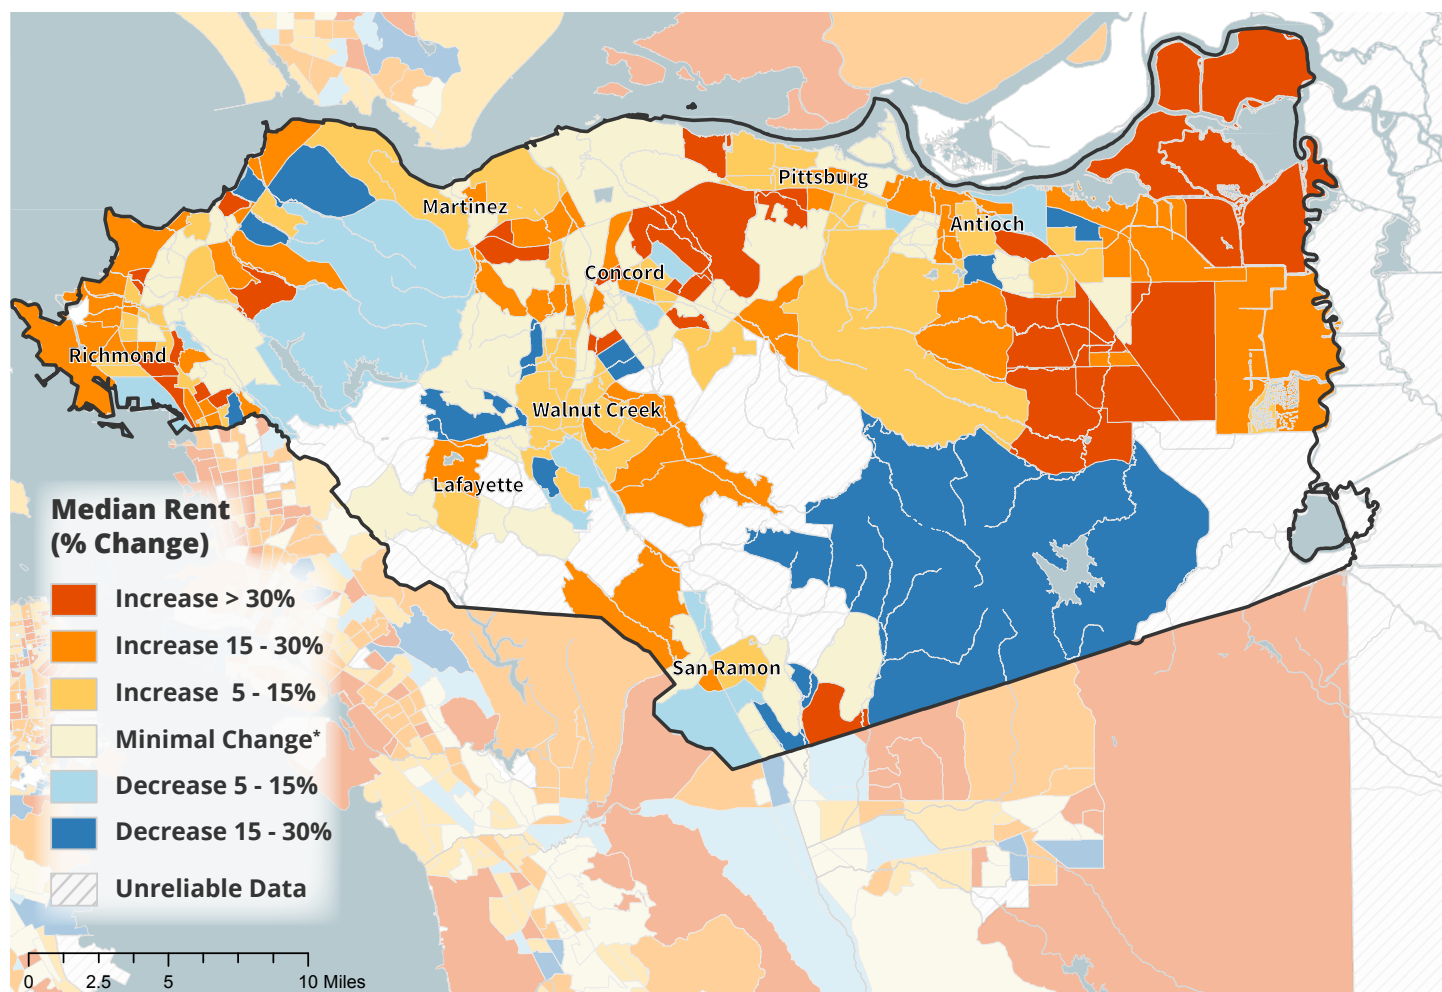 Pittsburg
Martinez
Antioch
Concord
Richmond
Walnut Creek
Lafayette
San Ramon
Median Rent
(% Change)
Increase > 30%
Increase 15 - 30%
Increase 5 - 15%
Minimal Change*
Decrease 5 - 15%
Decrease 15 - 30%
Unreliable Data
0 2.5 5 10 Miles